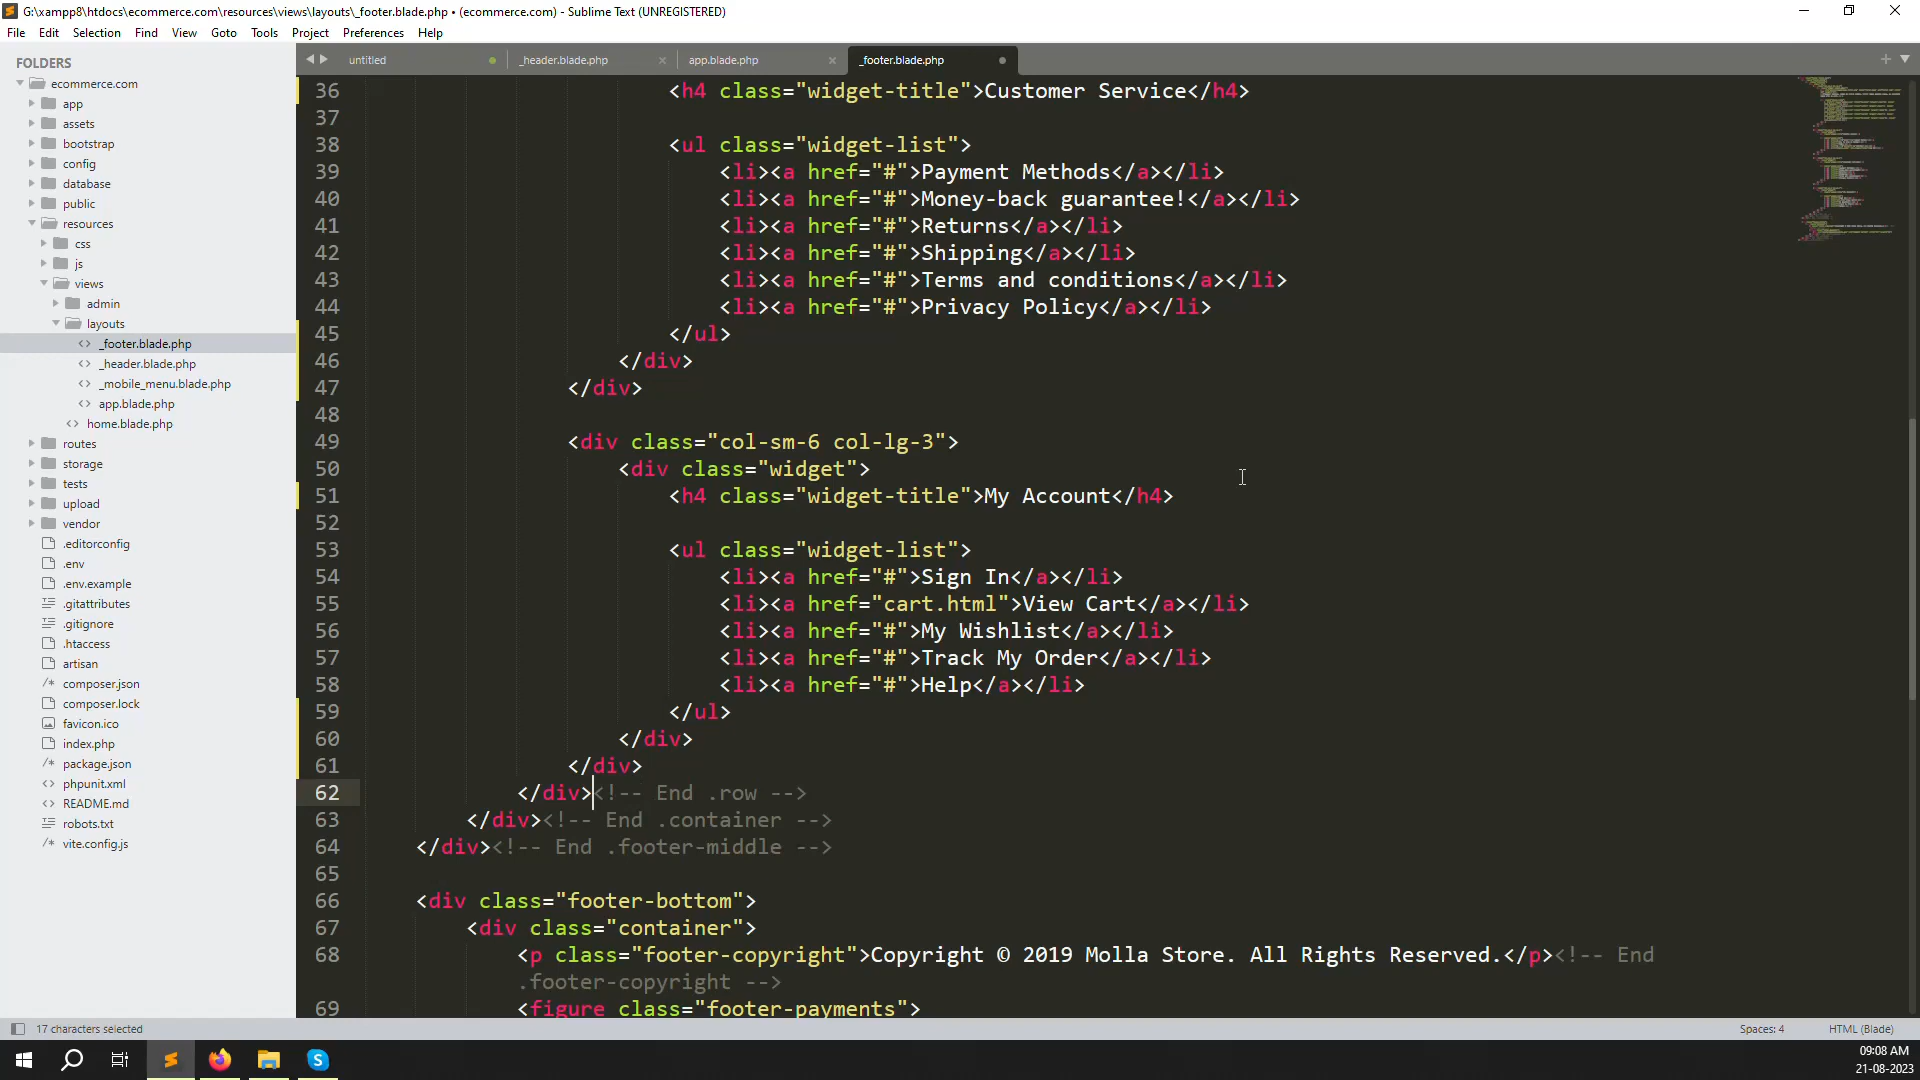 G:\xampp8\htdocs\ecommerce.com\resources\views\layouts\_footer.blade.php • (ecommerce.com) - Sublime Text (UNREGISTERED)
File Edit Selection Find View Goto Tools Project Preferences Help
FOLDERS
ecommerce.com
app
assets
bootstrap
config
database
public
resources
css
js
views
admin
layouts
_footer.blade.php
_header.blade.php
_mobile_menu.blade.php
app.blade.php
home.blade.php
routes
storage
tests
upload
vendor
.editorconfig
.env
.env.example
.gitattributes
.gitignore
.htaccess
artisan
composer.json
composer.lock
favicon.ico
index.php
package.json
phpunit.xml
README.md
robots.txt
vite.config.js
untitled _header.blade.php app.blade.php _footer.blade.php
36 <h4 class="widget-title">Customer Service</h4>
37
38 <ul class="widget-list">
39 <li><a href="#">Payment Methods</a></li>
40 <li><a href="#">Money-back guarantee!</a></li>
41 <li><a href="#">Returns</a></li>
42 <li><a href="#">Shipping</a></li>
43 <li><a href="#">Terms and conditions</a></li>
44 <li><a href="#">Privacy Policy</a></li>
45 </ul>
46 </div>
47 </div>
48
49 <div class="col-sm-6 col-lg-3">
50 <div class="widget">
51 <h4 class="widget-title">My Account</h4>
52
53 <ul class="widget-list">
54 <li><a href="#">Sign In</a></li>
55 <li><a href="cart.html">View Cart</a></li>
56 <li><a href="#">My Wishlist</a></li>
57 <li><a href="#">Track My Order</a></li>
58 <li><a href="#">Help</a></li>
59 </ul>
60 </div>
61 </div>
62 </div><!-- End .row -->
63 </div><!-- End .container -->
64 </div><!-- End .footer-middle -->
65
66 <div class="footer-bottom">
67 <div class="container">
68 <p class="footer-copyright">Copyright © 2019 Molla Store. All Rights Reserved.</p><!-- End
.footer-copyright -->
69 <figure class="footer-payments">
17 characters selected Spaces: 4 HTML (Blade)
09:08 AM
21-08-2023